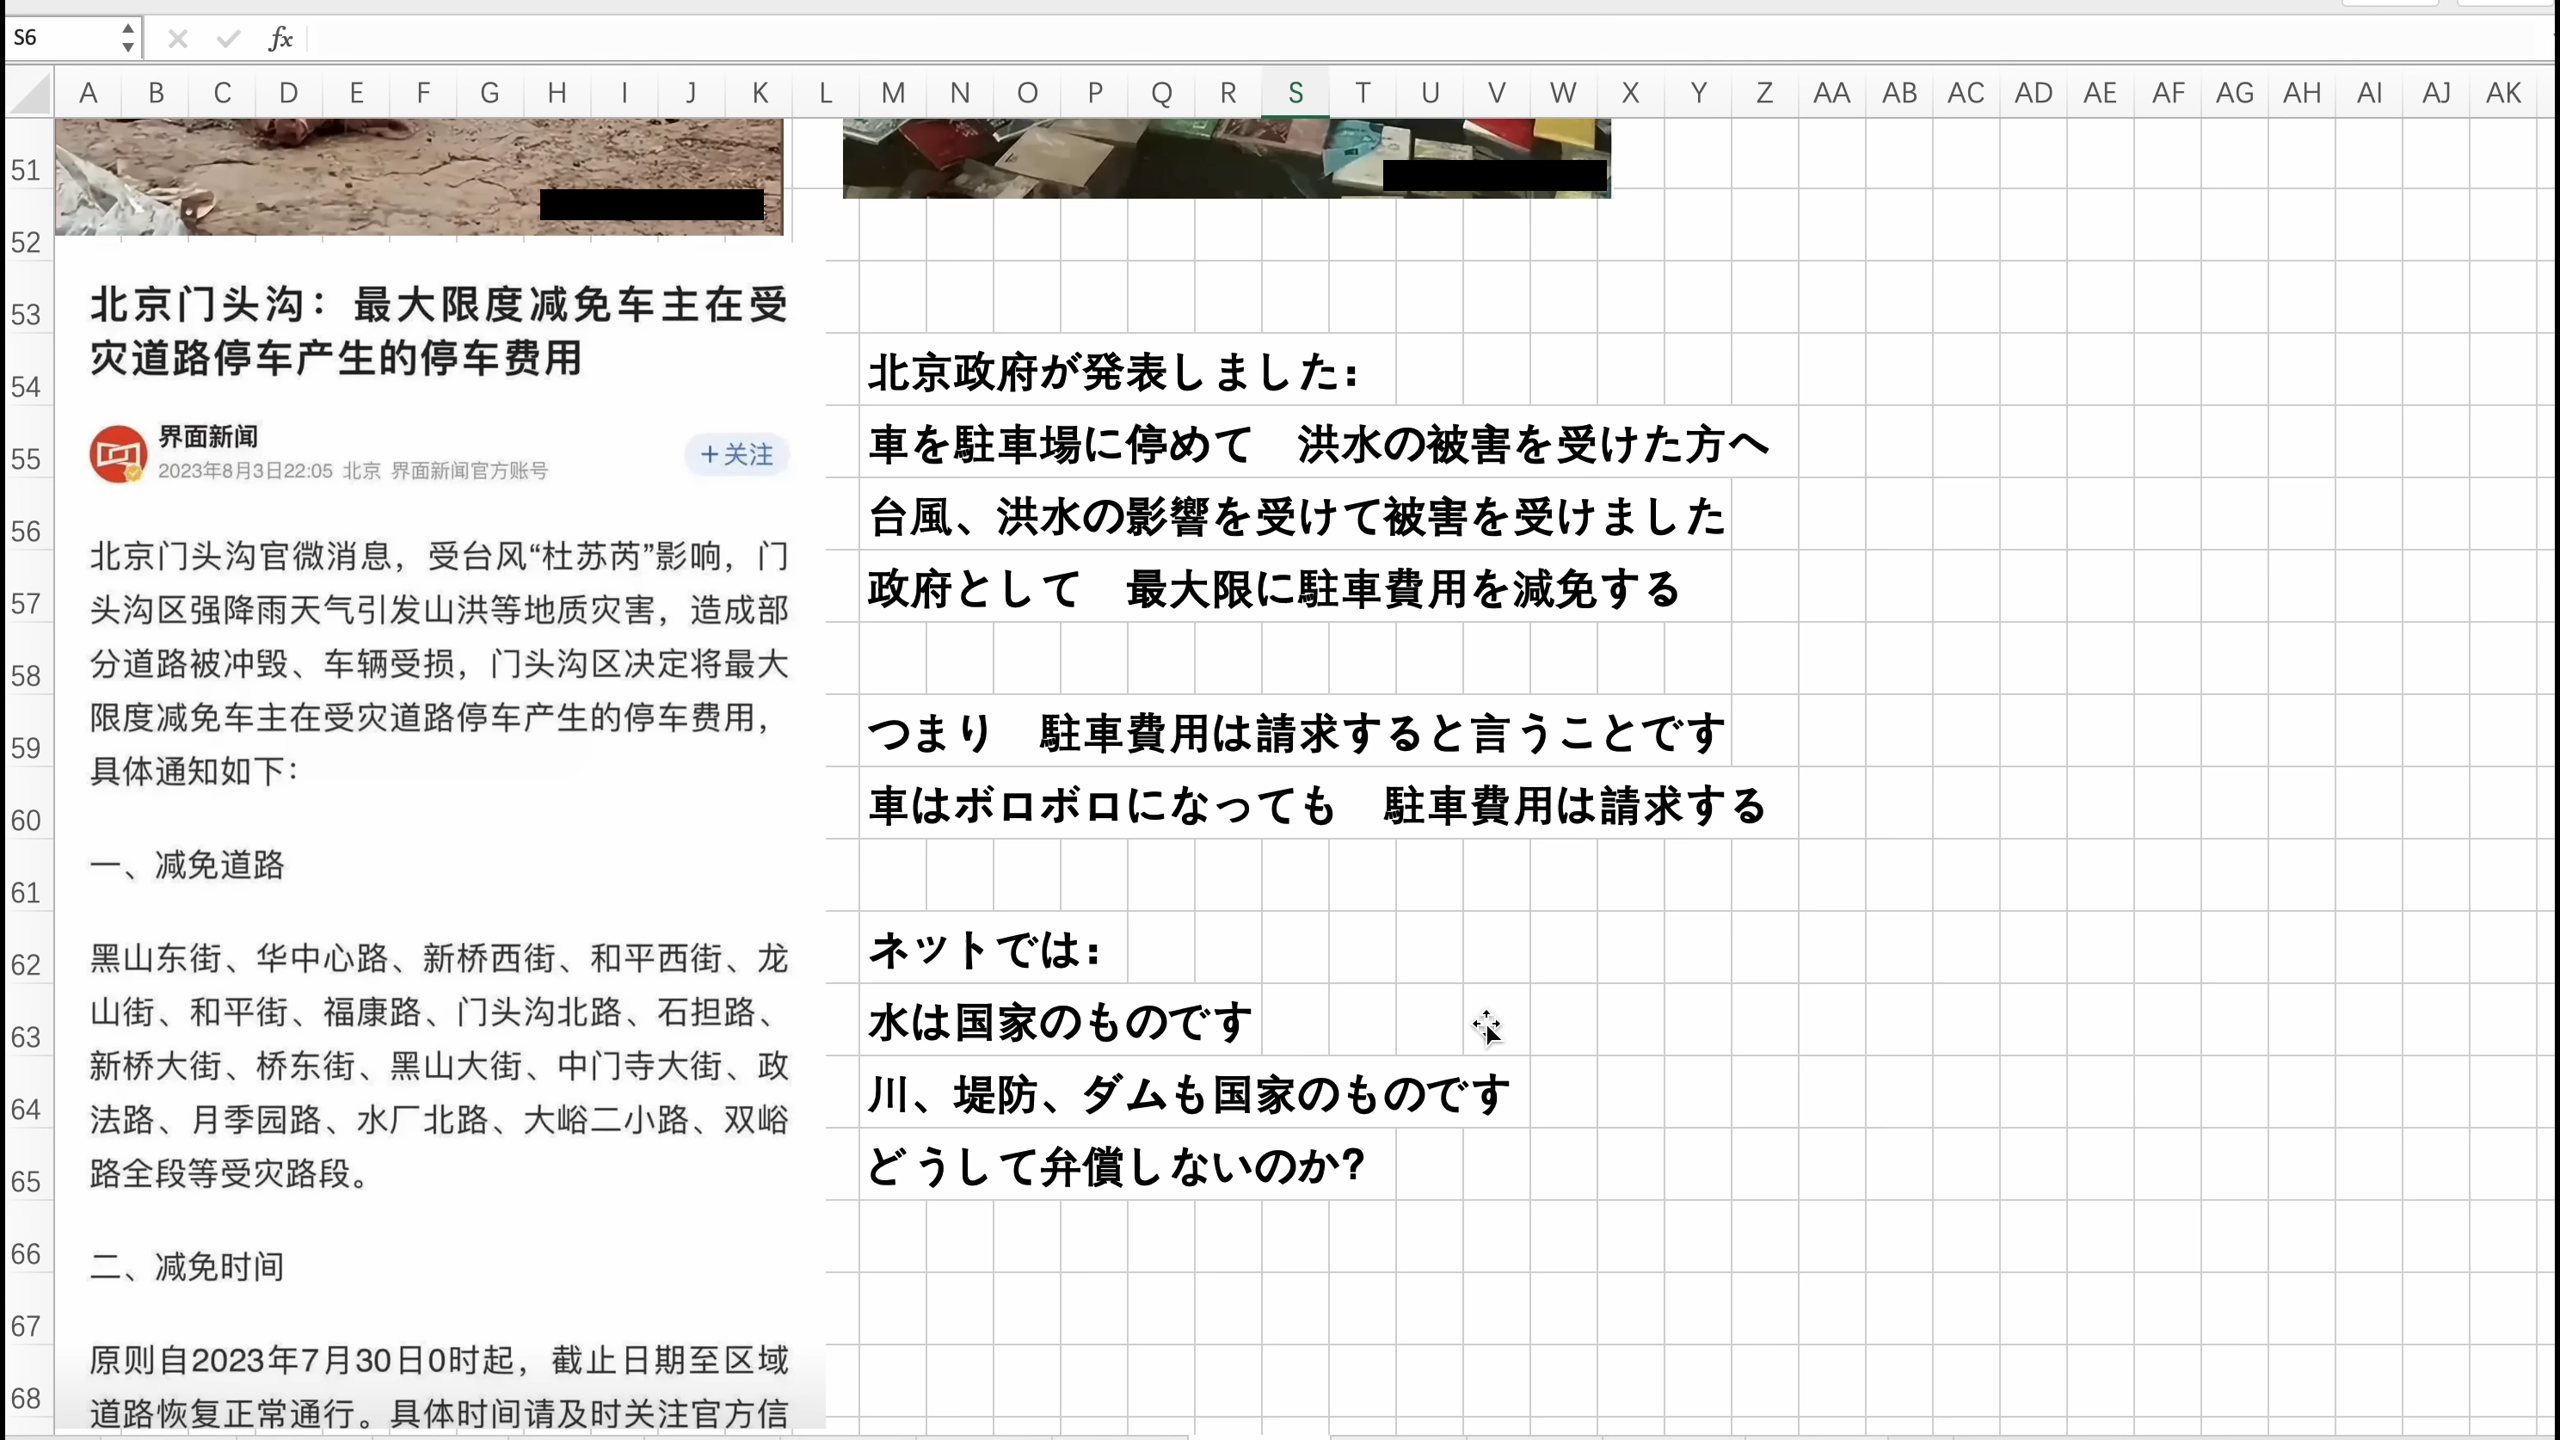 S6
fx
A B C D E F G H I J K L M N O P Q R S T U V W X Y Z AA AB AC AD AE AF AG AH AI AJ AK
51
52
53
54
55
56
57
58
59
60
61
62
63
64
65
66
67
68
北京门头沟：最大限度减免车主在受
灾道路停车产生的停车费用
界面新闻
2023年8月3日22:05 北京 界面新闻官方账号
+关注
北京门头沟官微消息，受台风“杜苏芮”影响，门
头沟区强降雨天气引发山洪等地质灾害，造成部
分道路被冲毁、车辆受损，门头沟区决定将最大
限度减免车主在受灾道路停车产生的停车费用，
具体通知如下：
一、减免道路
黑山东街、华中心路、新桥西街、和平西街、龙
山街、和平街、福康路、门头沟北路、石担路、
新桥大街、桥东街、黑山大街、中门寺大街、政
法路、月季园路、水厂北路、大峪二小路、双峪
路全段等受灾路段。
二、减免时间
原则自2023年7月30日0时起，截止日期至区域
道路恢复正常通行。具体时间请及时关注官方信
北京政府が発表しました：
車を駐車場に停めて　洪水の被害を受けた方へ
台風、洪水の影響を受けて被害を受けました
政府として　最大限に駐車費用を減免する
つまり　駐車費用は請求すると言うことです
車はボロボロになっても　駐車費用は請求する
ネットでは：
水は国家のものです
川、堤防、ダムも国家のものです
どうして弁償しないのか？